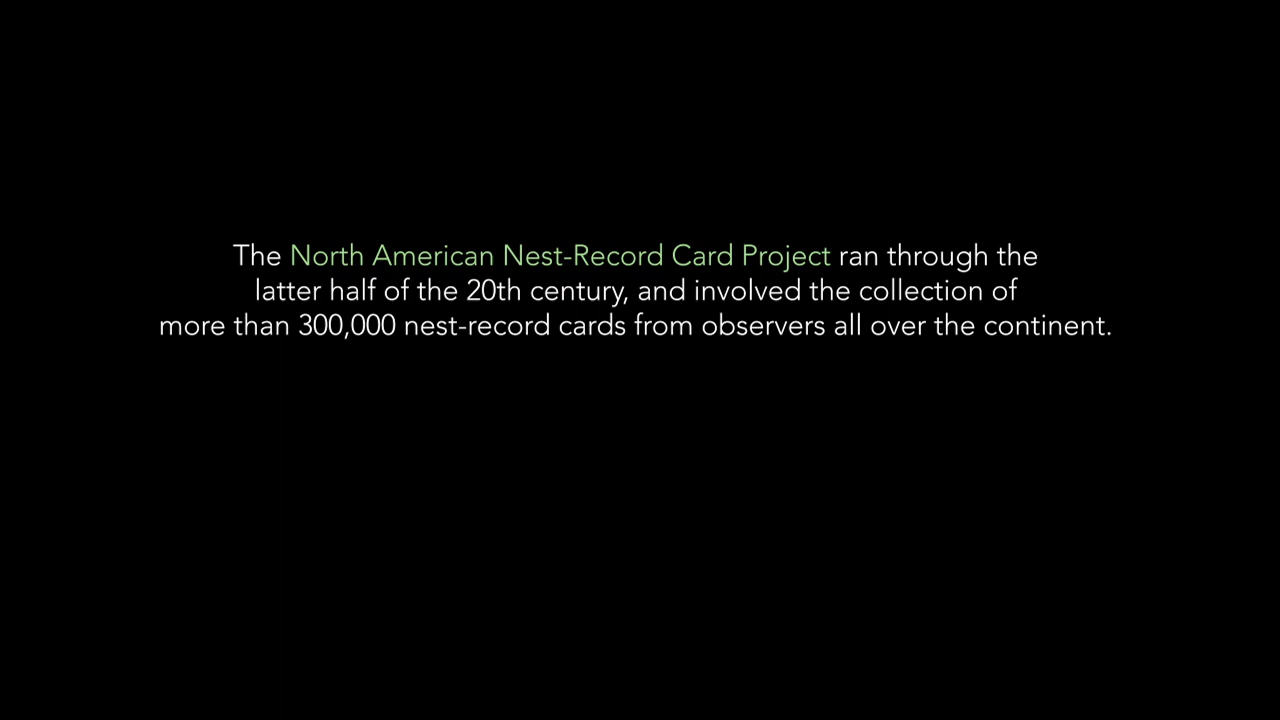 The North American Nest-Record Card Project ran through the
latter half of the 20th century, and involved the collection of
more than 300,000 nest-record cards from observers all over the continent.